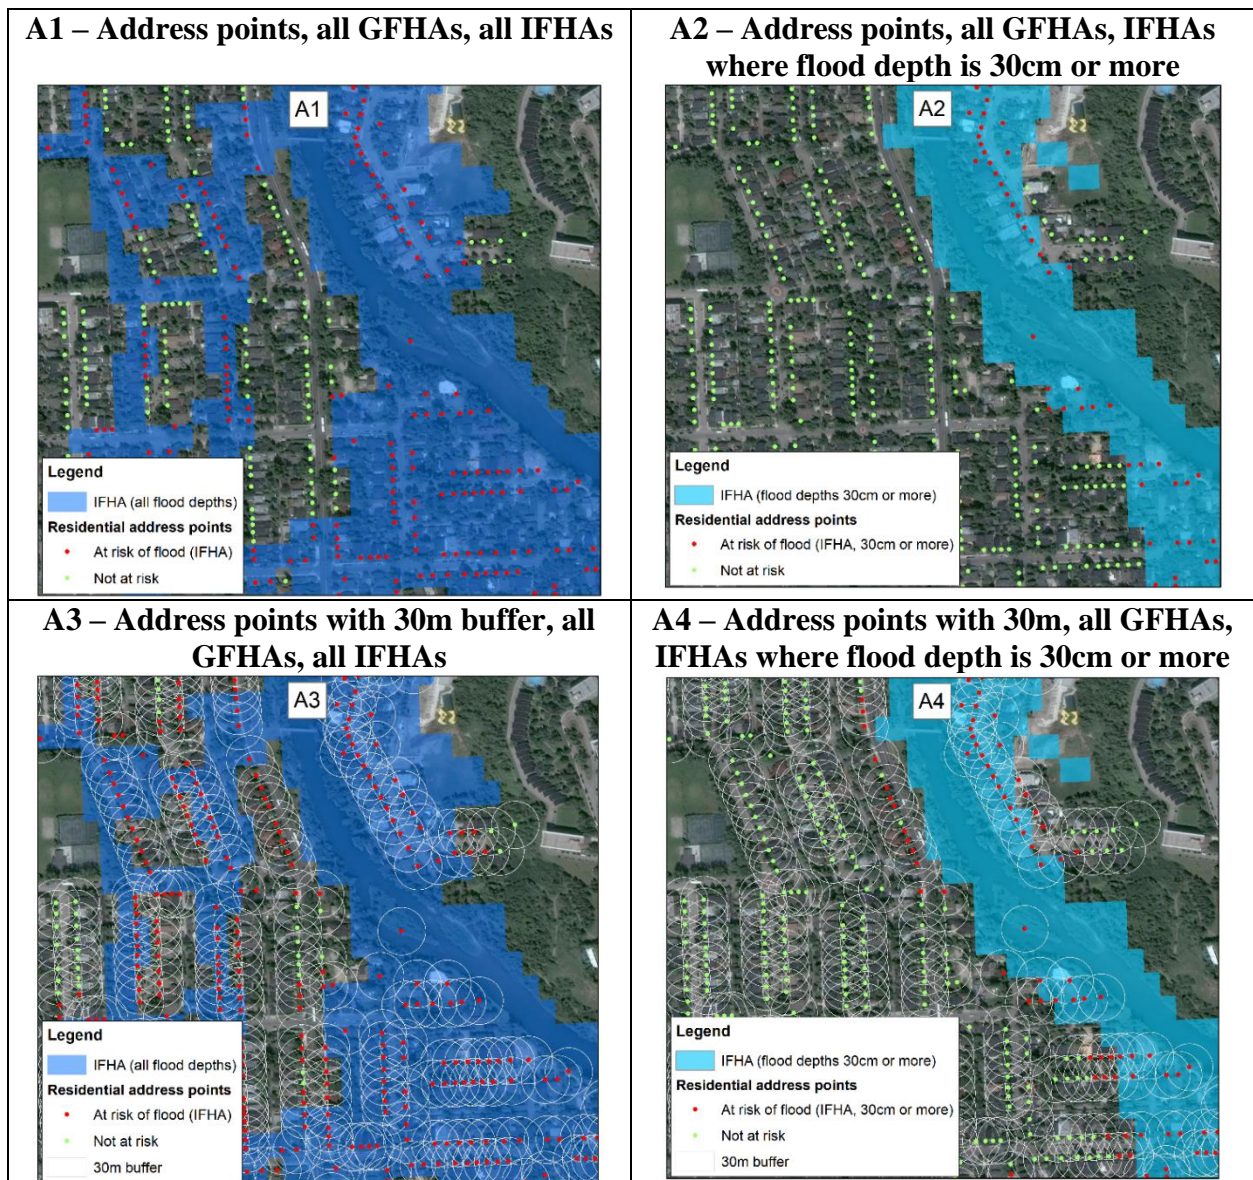 A1 – Address points, all GFHAs, all IFHAs
A2 – Address points, all GFHAs, IFHAs
where flood depth is 30cm or more
A1
Legend
IFHA (all flood depths)
Residential address points
At risk of flood (IFHA)
Not at risk
A2
Legend
IFHA (flood depths 30cm or more)
Residential address points
At risk of flood (IFHA, 30cm or more)
Not at risk
A3 – Address points with 30m buffer, all
GFHAs, all IFHAs
A4 – Address points with 30m, all GFHAs,
IFHAs where flood depth is 30cm or more
A3
Legend
IFHA (all flood depths)
Residential address points
At risk of flood (IFHA)
Not at risk
30m buffer
A4
Legend
IFHA (flood depths 30cm or more)
Residential address points
At risk of flood (IFHA, 30cm or more)
Not at risk
30m buffer